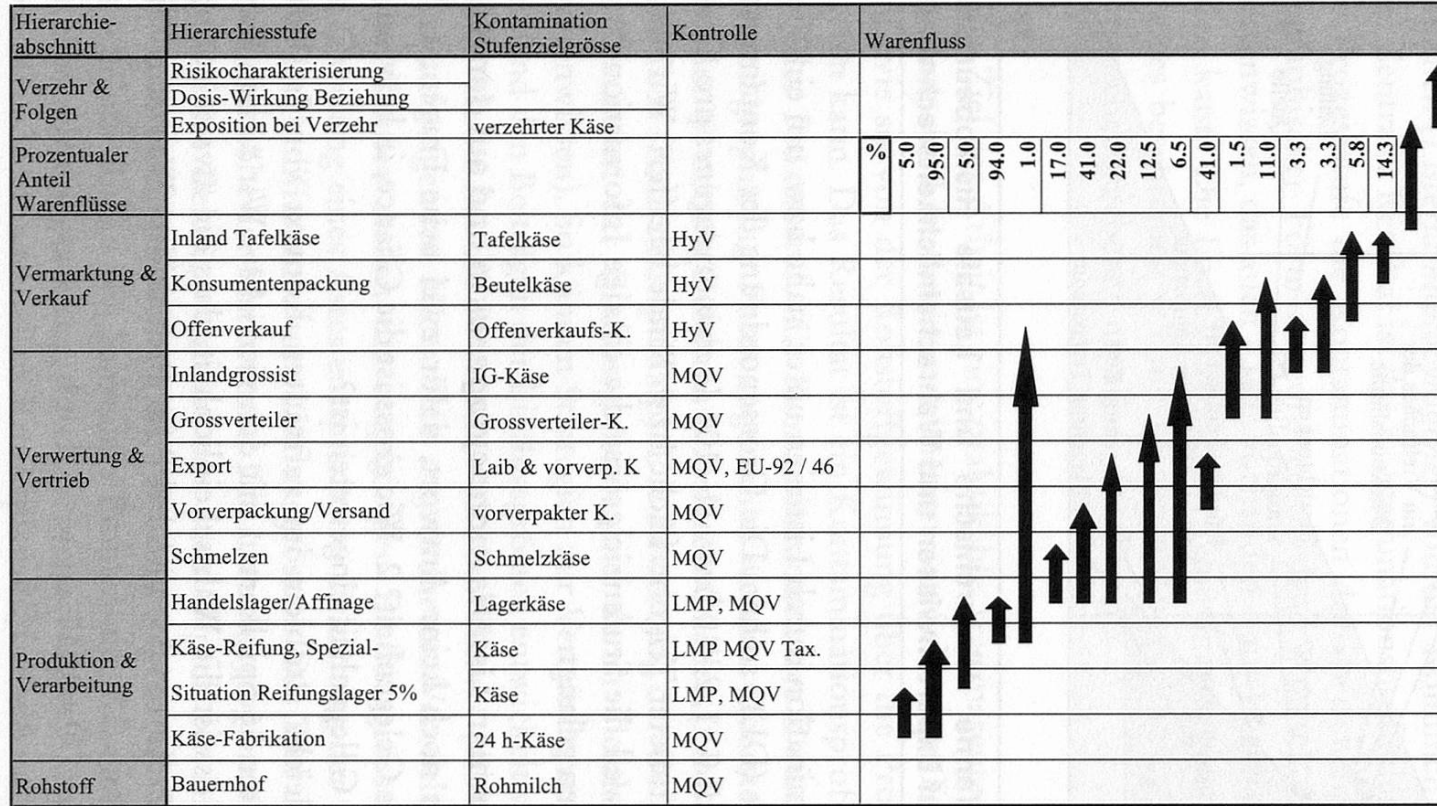 Hierarchie- abschnitt Hierarchiesstufe Kontamination Stufenzielgrösse Kontrolle Warenfluss
Verzehr & Folgen
Risikocharakterisierung
Dosis-Wirkung Beziehung
Exposition bei Verzehr verzehrter Käse
Prozentualer Anteil Warenflüsse
% 5.0 95.0 5.0 94.0 1.0 17.0 41.0 22.0 12.5 6.5 41.0 1.5 11.0 3.3 3.3 5.8 14.3
Vermarktung & Verkauf
Inland Tafelkäse Tafelkäse HyV
Konsumentenpackung Beutelkäse HyV
Offenverkauf Offenverkaufs-K. HyV
Verwertung & Vertrieb
Inlandgrossist IG-Käse MQV
Grossverteiler Grossverteiler-K. MQV
Export Laib & vorverp. K MQV, EU-92 / 46
Vorverpackung/Versand vorverpakter K. MQV
Schmelzen Schmelzkäse MQV
Produktion & Verarbeitung
Handelslager/Affinage Lagerkäse LMP, MQV
Käse-Reifung, Spezial- Käse LMP MQV Tax.
Situation Reifungslager 5% Käse LMP, MQV
Käse-Fabrikation 24 h-Käse MQV
Rohstoff Bauernhof Rohmilch MQV